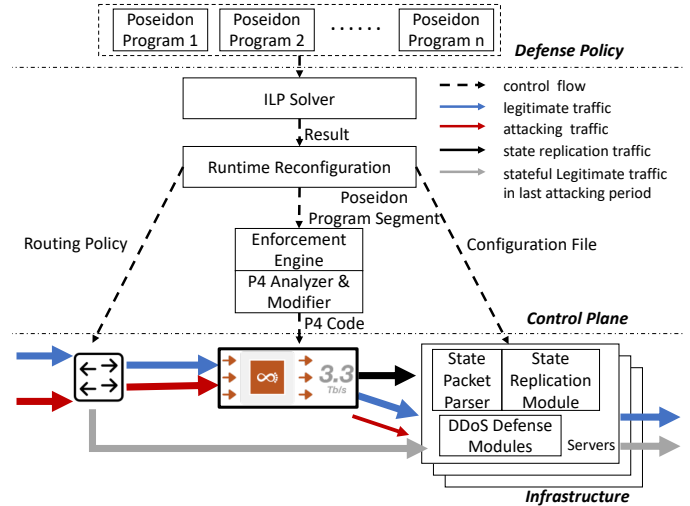 Poseidon
Program 1
Poseidon
Program 2
......
Poseidon
Program n
Defense Policy
ILP Solver
control flow
legitimate traffic
attacking traffic
state replication traffic
stateful Legitimate traffic
in last attacking period
Result
Runtime Reconfiguration
Poseidon
Program Segment
Routing Policy
Enforcement
Engine
Configuration File
P4 Analyzer &
Modifier
P4 Code
Control Plane
State
Packet
Parser
State
Replication
Module
3.3
Tb/s
DDoS Defense
Modules
Servers
Infrastructure